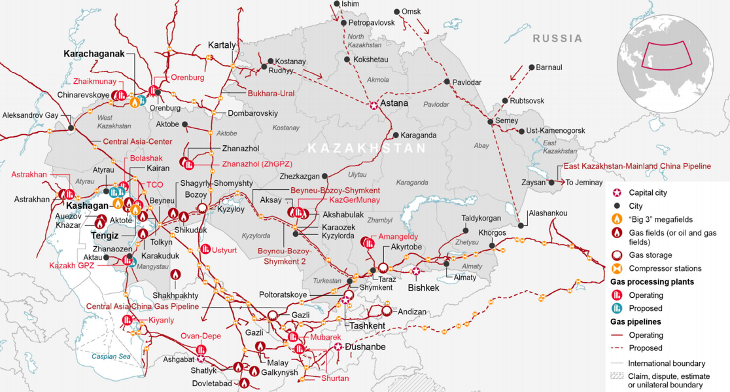 Ishim
Omsk
Petropavlovsk
RUSSIA
North
Kazakhstan
Karachaganak
Kartaly
Kostanay
Rudnyy
Kokshetau
Barnaul
Zhaikmunay
Orenburg
Akmola
Pavlodar
Chinarevskoye
Bukhara-Ural
Astana
Pavlodar
Rubtsovsk
Orenburg
Aleksandrov Gay
West
Kazakhstan
Dombarovskiy
Aktobe
Aktobe
Kostanay
Semey
Ust-Kamenogorsk
Karaganda
Central Asia-Center
Zhanazhol
KAZAKHSTAN
Abay
East
Kazakhstan
Bolashak
Atyrau
Kairan
Zhanazhol (ZhGPZ)
Ulytau
East Kazakhstan-Mainland China Pipeline
Astrakhan
Atyrau
TCO
Shagyrly-Shomyshty
Zhezkazgan
Karaganda
Zaysan
To Jeminay
Astrakhan
Kashagan
Beyneu
Bozoy
Beyneu-Bozoy-Shymkent
Aksay
KazGerMunay
Auezov
Khazar
Aktote
Kyzyloy
Akshabulak
Zhambyl
Taldykorgan
Alashankou
Tengiz
Sharikuduk
Tolkyn
Karaozek
Kyzylorda
Kyzylorda
Amangeldy
Zhetysu
Khorgos
Zhanaozen
Aktau
Karakuduk
Ustyurt
Beyneu-Bozoy-
Shymkent 2
Akyrtobe
Kazakh GPZ
Mangystau
Turkestan
Taraz
Shymkent
Almaty
Almaty
Bishkek
Shakhpakhty
Poltoratskoye
Central Asia-China Gas Pipeline
Gazli
Andizan
Kiyanly
Tashkent
Ovan-Depe
Gazli
Mubarek
Dushanbe
Caspian Sea
Ashgabat
Malay
Shatlyk
Galkynysh
Shurtan
Dovletabad
Capital city
City
"Big 3" megafields
Gas fields (or oil and gas
fields)
Gas storage
Compressor stations
Gas processing plants
Operating
Proposed
Gas pipelines
Operating
Proposed
International boundary
Claim, dispute, estimate
or unilateral boundary